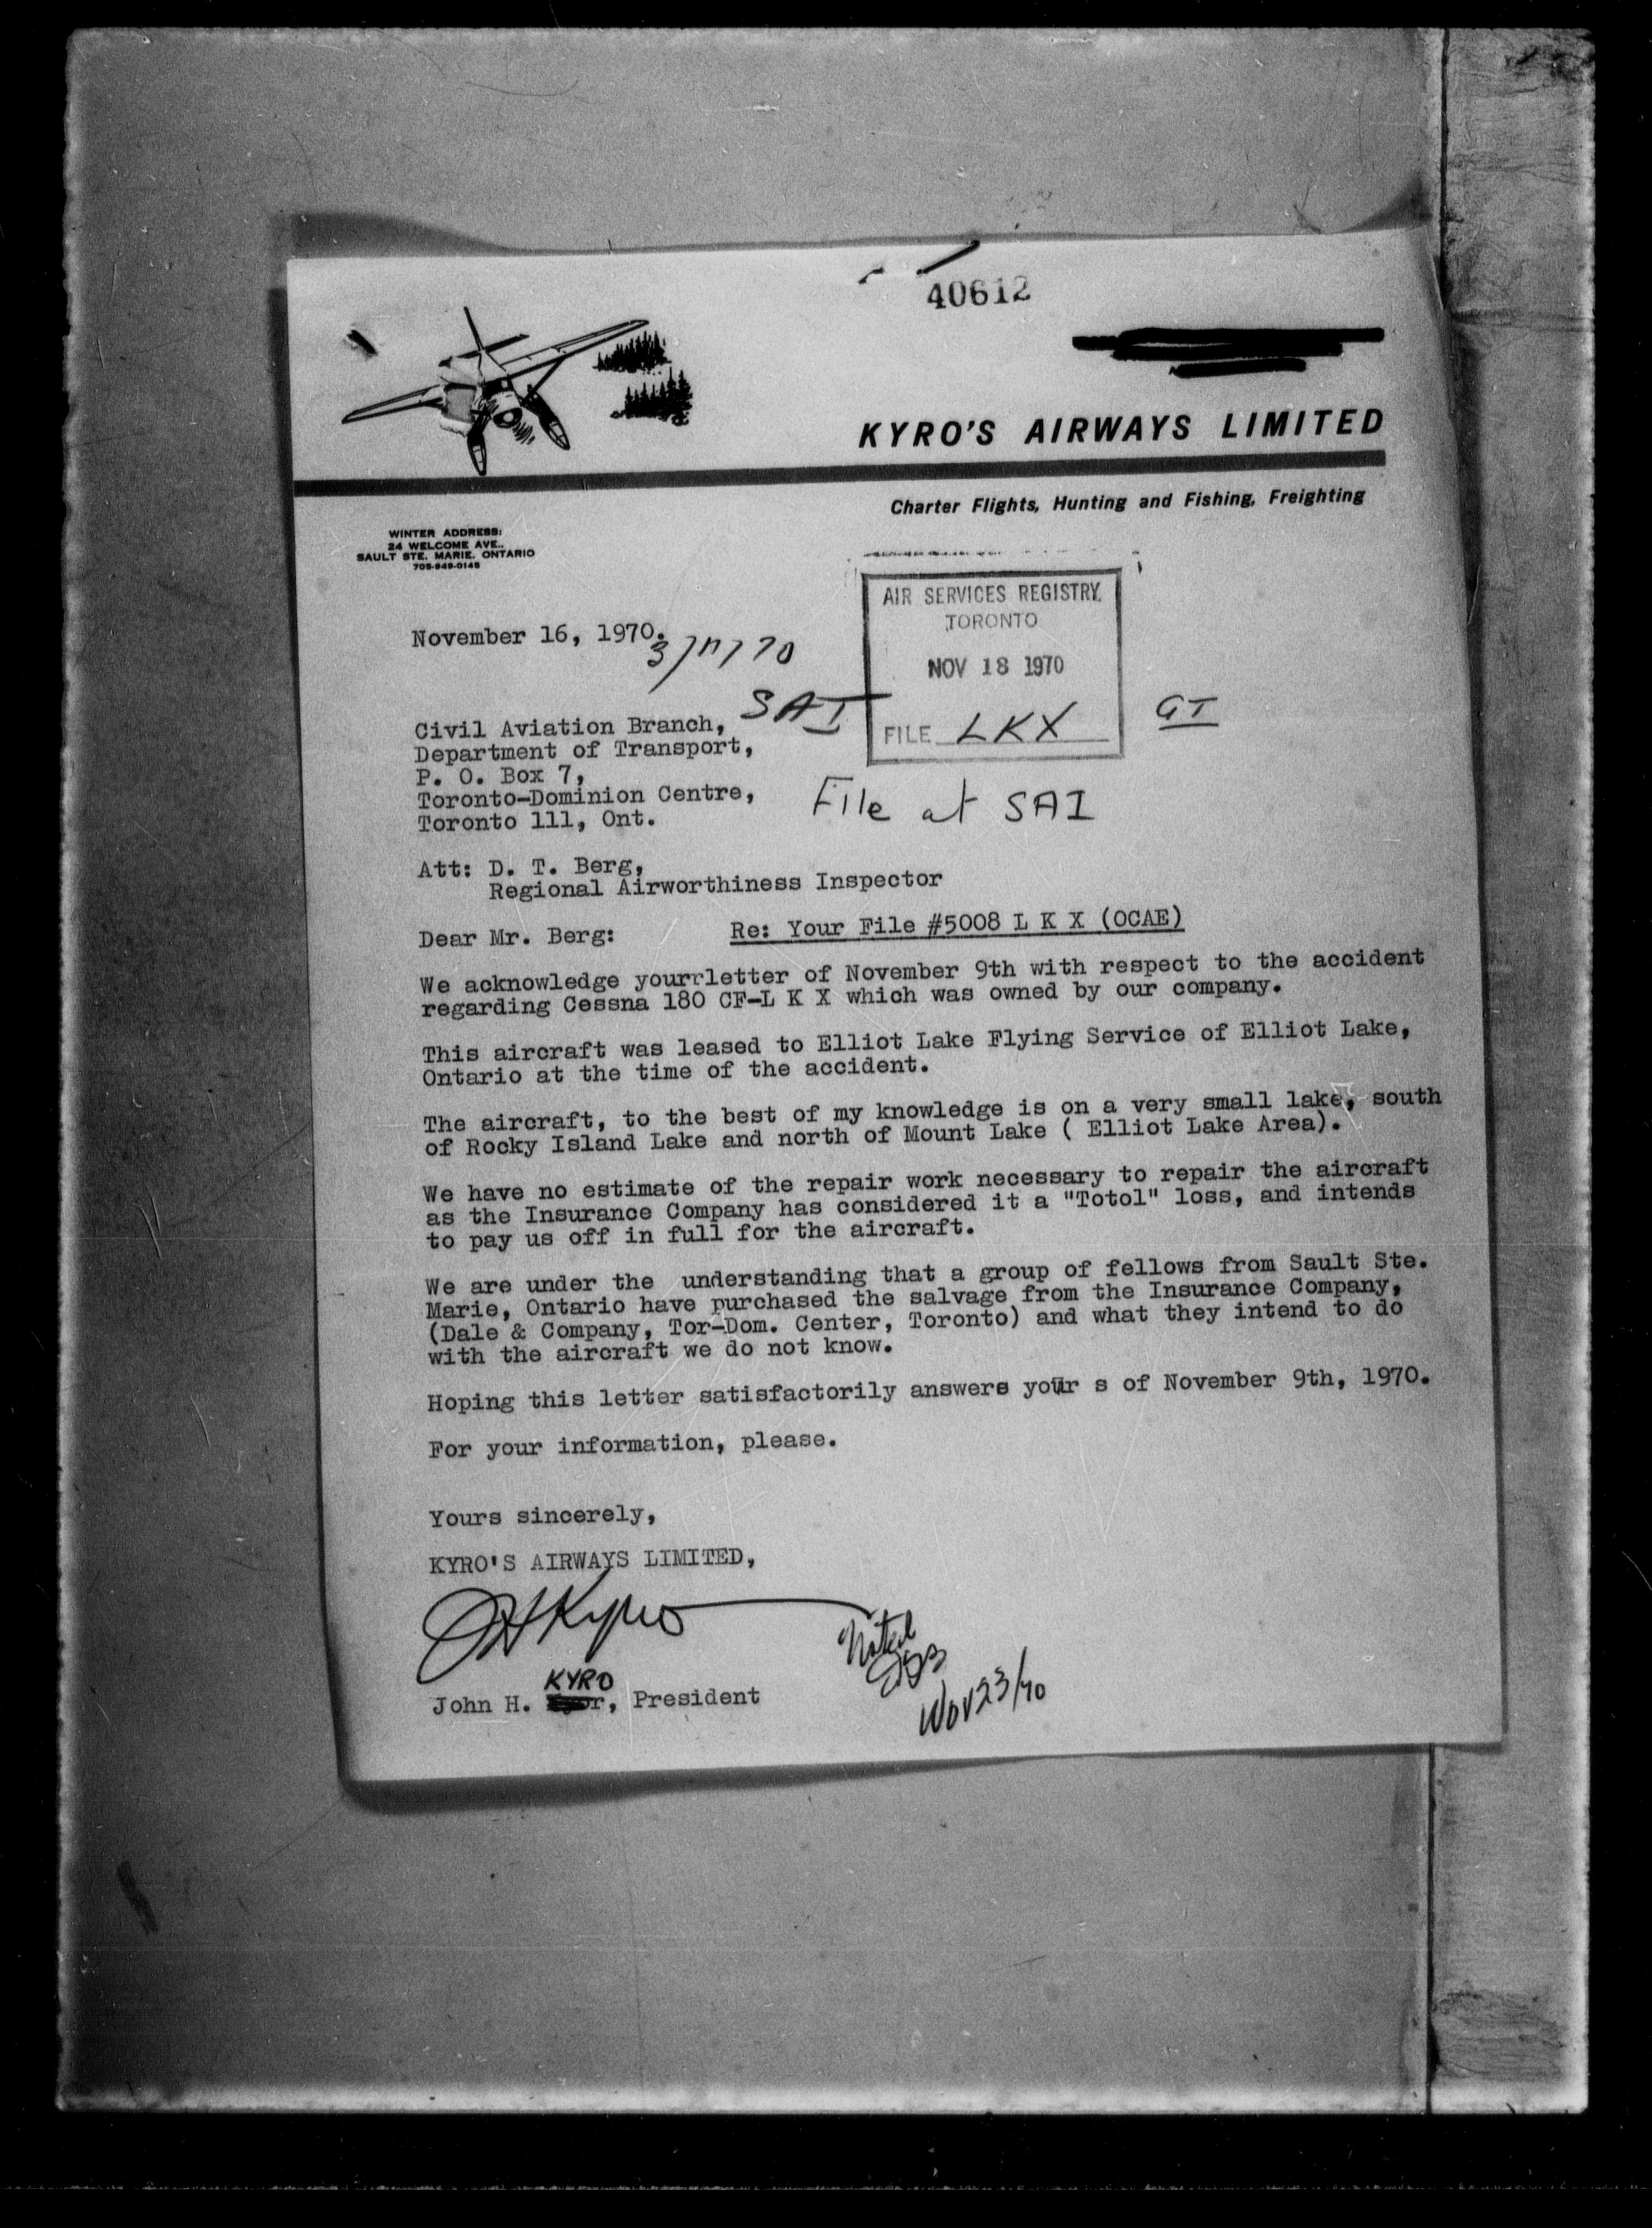 40612
KYRO'S AIRWAYS LIMITED
Charter Flights, Hunting and Fishing, Freighting
WINTER ADDRESS:
24 WELCOME AVE.,
SAULT STE. MARIE, ONTARIO
705-949-0148
AIR SERVICES REGISTRY
TORONTO
NOV 18 1970
FILE LKX
GT
November 16, 1970.
SAI
Civil Aviation Branch,
Department of Transport,
P. O. Box 7,
Toronto-Dominion Centre,
Toronto 111, Ont.
File at SAI
Att: D. T. Berg,
Regional Airworthiness Inspector
Dear Mr. Berg: Re: Your File #5008 L K X (OCAE)
We acknowledge yourrletter of November 9th with respect to the accident
regarding Cessna 180 CF-L K X which was owned by our company.
This aircraft was leased to Elliot Lake Flying Service of Elliot Lake,
Ontario at the time of the accident.
The aircraft, to the best of my knowledge is on a very small lake, south
of Rocky Island Lake and north of Mount Lake ( Elliot Lake Area).
We have no estimate of the repair work necessary to repair the aircraft
as the Insurance Company has considered it a "Totol" loss, and intends
to pay us off in full for the aircraft.
We are under the understanding that a group of fellows from Sault Ste.
Marie, Ontario have purchased the salvage from the Insurance Company,
(Dale & Company, Tor-Dom. Center, Toronto) and what they intend to do
with the aircraft we do not know.
Hoping this letter satisfactorily answers your s of November 9th, 1970.
For your information, please.
Yours sincerely,
KYRO'S AIRWAYS LIMITED,
JH Kyro
Noted
Nov 23/70
KYRO
John H. , President